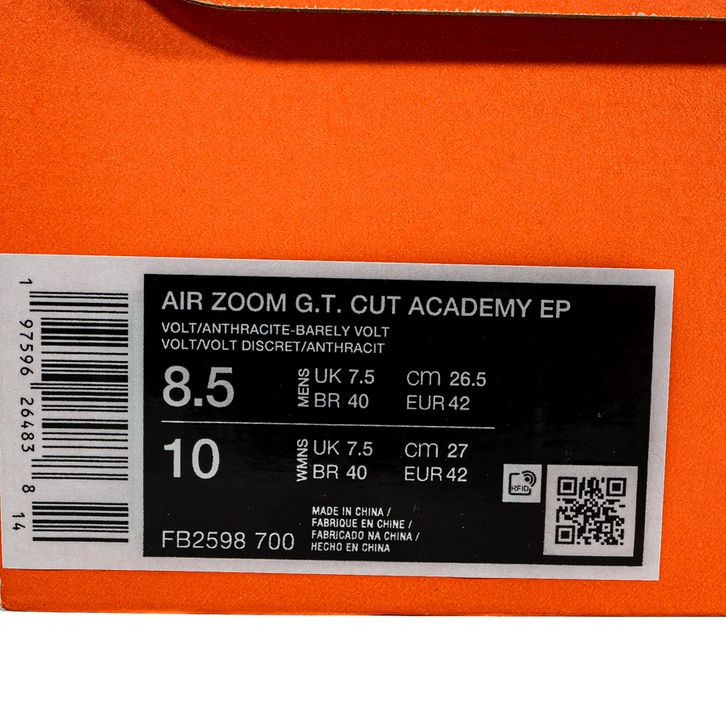 1 97596 26483 8 14
AIR ZOOM G.T. CUT ACADEMY EP
VOLT/ANTHRACITE-BARELY VOLT
VOLT/VOLT DISCRET/ANTHRACIT
8.5 MENS UK 7.5 cm 26.5
BR 40 EUR 42
10 WMNS UK 7.5 cm 27
BR 40 EUR 42
RFID
FB2598 700
MADE IN CHINA /
FABRIQUE EN CHINE /
FABRICADO NA CHINA /
HECHO EN CHINA